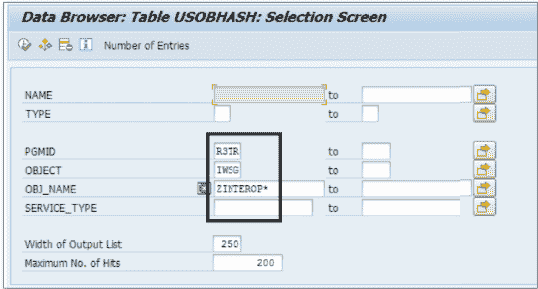 Data Browser: Table USOBHASH: Selection Screen
Number of Entries
NAME to
TYPE to
PGMID R3TR to
OBJECT IWSG to
OBJ_NAME ZINTEROP* to
SERVICE_TYPE to
Width of Output List 250
Maximum No. of Hits 200